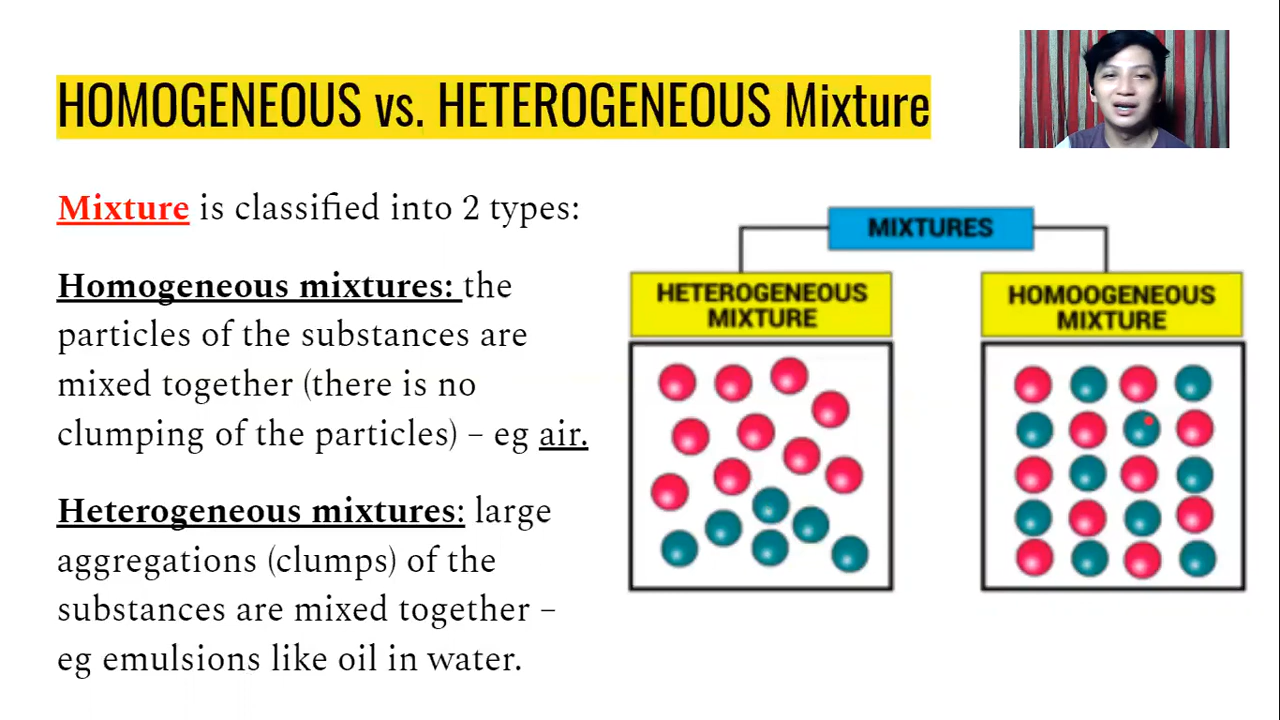 HOMOGENEOUS vs. HETEROGENEOUS Mixture
Mixture is classified into 2 types:
Homogeneous mixtures: the
particles of the substances are
mixed together (there is no
clumping of the particles) – eg air.
Heterogeneous mixtures: large
aggregations (clumps) of the
substances are mixed together –
eg emulsions like oil in water.
MIXTURES
HETEROGENEOUS
MIXTURE
HOMOOGENEOUS
MIXTURE